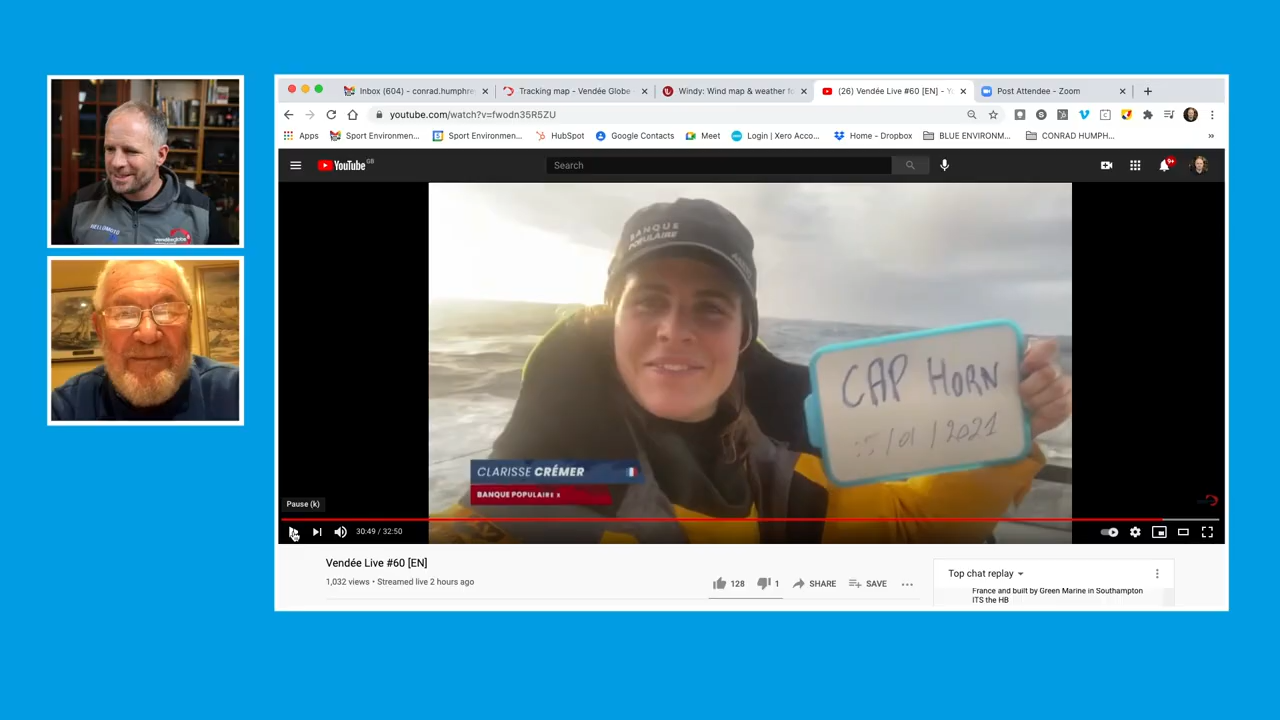 Inbox (604) - conrad.humphre
Tracking map - Vendée Globe
Windy: Wind map & weather fo
(26) Vendée Live #60 [EN] - Y
Post Attendee - Zoom
youtube.com/watch?v=fwodn35R5ZU
Apps
Sport Environmen...
Sport Environmen...
HubSpot
Google Contacts
Meet
Login | Xero Acco...
Home - Dropbox
BLUE ENVIRONM...
CONRAD HUMPH...
»
YouTube GB
Search
9+
BANQUE
POPULAIRE
CAP HORN
/01/2021
CLARISSE CRÉMER
BANQUE POPULAIRE X
HELLOMOTO
Pause (k)
30:49 / 32:50
Vendée Live #60 [EN]
1,032 views • Streamed live 2 hours ago
128
1
SHARE
SAVE
Top chat replay
France and built by Green Marine in Southampton
ITS the HB